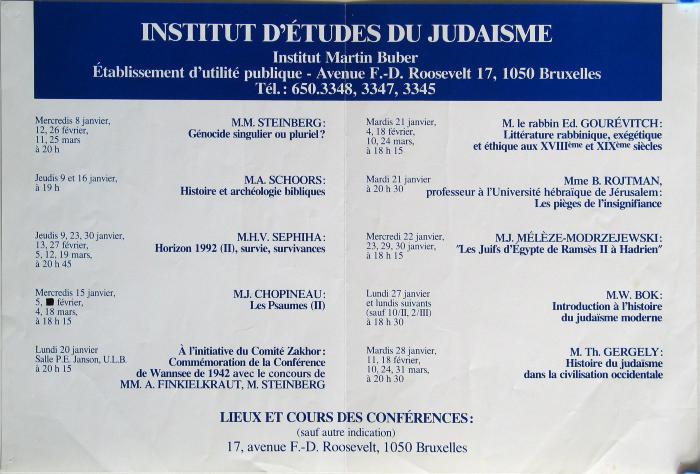 INSTITUT D'ÉTUDES DU JUDAISME
Institut Martin Buber
Établissement d'utilité publique - Avenue F.-D. Roosevelt 17, 1050 Bruxelles
Tél.: 650.3348, 3347, 3345
Mercredis 8 janvier,
12, 26 février,
11, 25 mars
à 20 h
M.M. STEINBERG:
Génocide singulier ou pluriel?
Jeudis 9 et 16 janvier,
à 19 h
M.A. SCHOORS:
Histoire et archéologie bibliques
Jeudis 9, 23, 30 janvier,
13, 27 février,
5, 12, 19 mars,
à 20 h 45
M.H.V. SEPHIHA:
Horizon 1992 (II), survie, survivances
Mercredis 15 janvier,
5, février,
4, 18 mars,
à 18 h 15
M.J. CHOPINEAU:
Les Psaumes (II)
Lundi 20 janvier
Salle P.E. Janson, U.L.B.
à 20 h 15
À l'initiative du Comité Zakhor:
Commémoration de la Conférence
de Wannsee de 1942 avec le concours de
MM. A. FINKIELKRAUT, M. STEINBERG
Mardis 21 janvier,
4, 18 février,
10, 24 mars,
à 18 h 15
M. le rabbin Ed. GOURÉVITCH:
Littérature rabbinique, exégétique
et éthique aux XVIIIème et XIXème siècles
Mardi 21 janvier
à 20 h 30
Mme B. ROJTMAN,
professeur à l'Université hébraïque de Jérusalem:
Les pièges de l'insignifiance
Mercredi 22 janvier,
23, 29, 30 janvier,
à 18 h 15
M.J. MÉLÈZE-MODRZEJEWSKI:
"Les Juifs d'Égypte de Ramsès II à Hadrien"
Lundi 27 janvier
et lundis suivants
(sauf 10/II, 2/III)
à 18 h 30
M.W. BOK:
Introduction à l'histoire
du judaïsme moderne
Mardis 28 janvier,
11, 18 février,
10, 24, 31 mars,
à 20 h 30
M. Th. GERGELY:
Histoire du judaïsme
dans la civilisation occidentale
LIEUX ET COURS DES CONFÉRENCES:
(sauf autre indication)
17, avenue F.-D. Roosevelt, 1050 Bruxelles